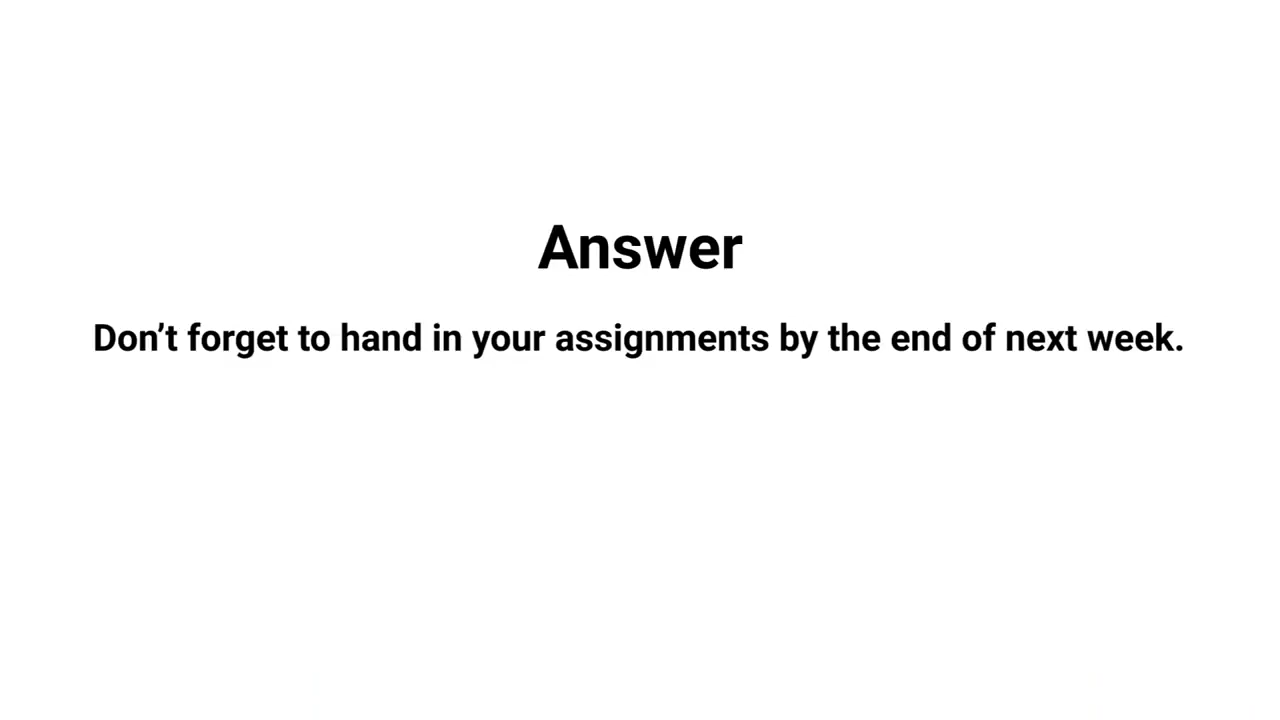 Answer
Don’t forget to hand in your assignments by the end of next week.